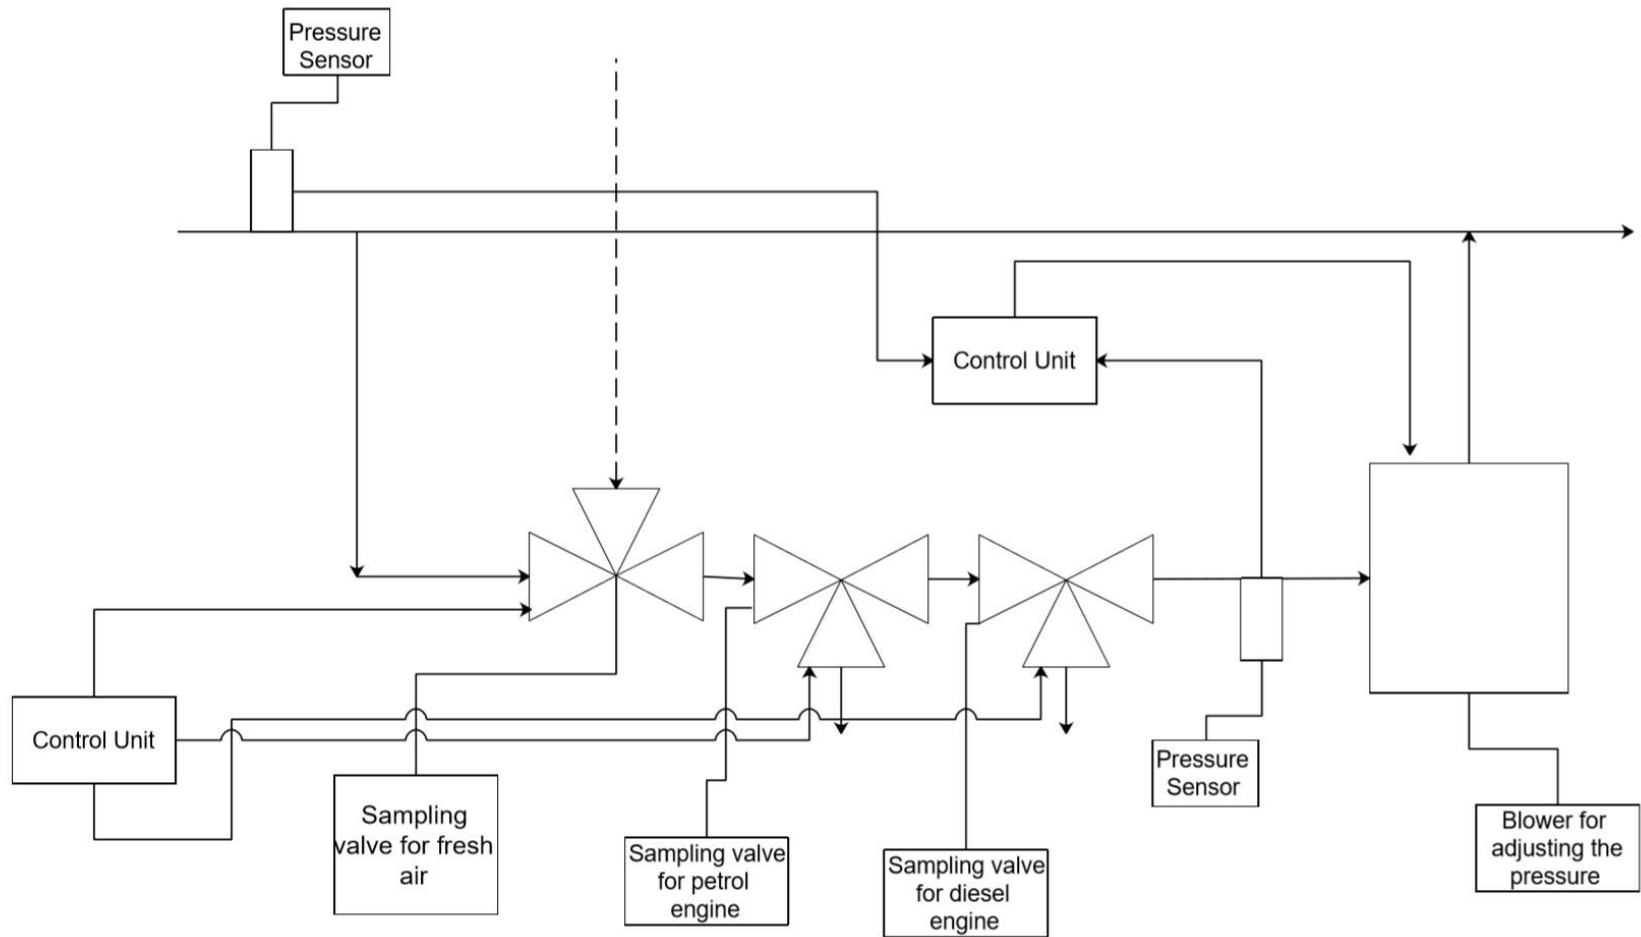 Pressure
Sensor
Control Unit
Control Unit
Sampling
valve for fresh
air
Sampling valve
for petrol
engine
Sampling valve
for diesel
engine
Pressure
Sensor
Blower for
adjusting the
pressure